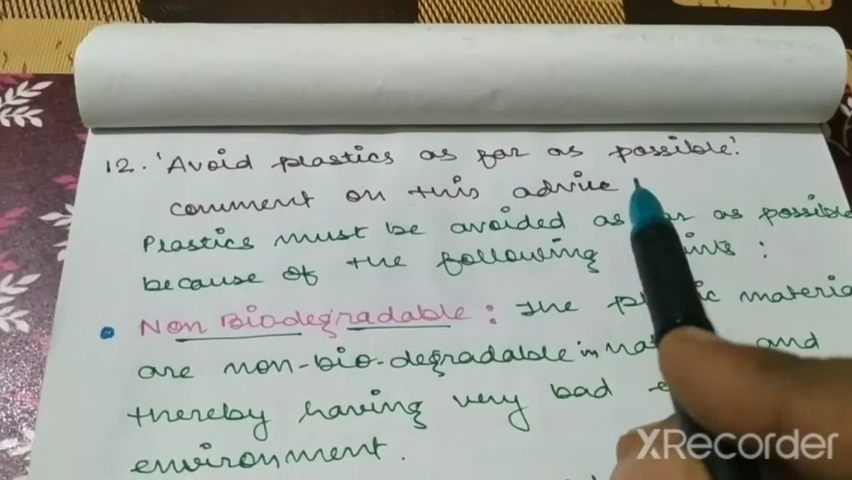 12. 'Avoid plastics as far as possible'.
comment on this advice
Plastics must be avoided as as possible
because of the following :
• Non Biodegradable : The
are non-bio-degradable in and
thereby having very bad
environment.
XRecorder